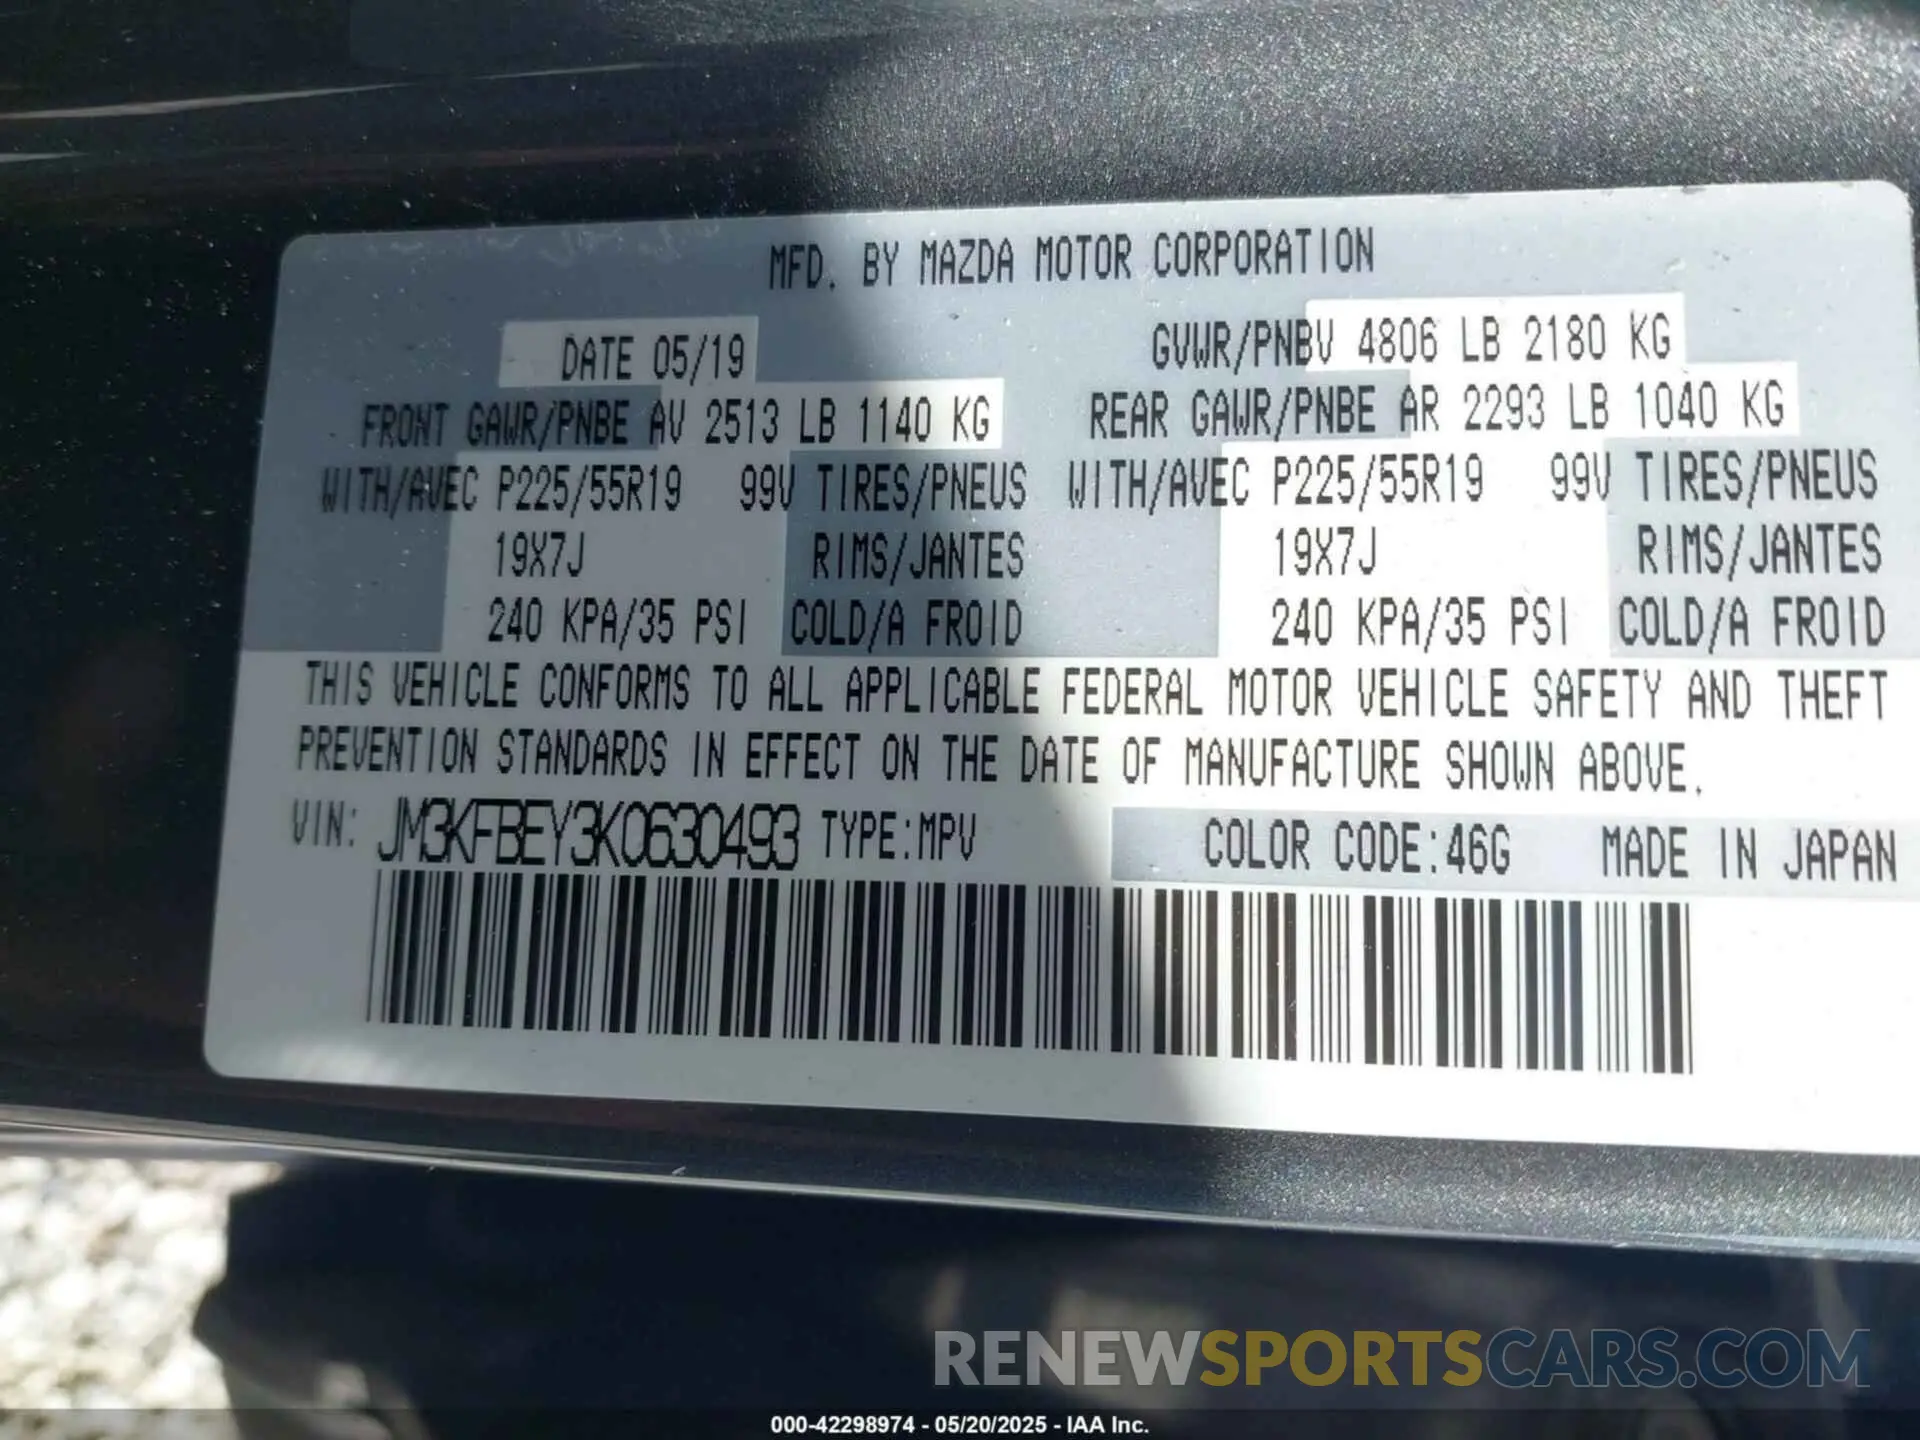 MFD. BY MAZDA MOTOR CORPORATION
DATE 05/19 GVWR/PNBV 4806 LB 2180 KG
FRONT GAWR/PNBE AV 2513 LB 1140 KG REAR GAWR/PNBE AR 2293 LB 1040 KG
WITH/AVEC P225/55R19 99V TIRES/PNEUS WITH/AVEC P225/55R19 99V TIRES/PNEUS
19X7J RIMS/JANTES 19X7J RIMS/JANTES
240 KPA/35 PSI COLD/A FROID 240 KPA/35 PSI COLD/A FROID
THIS VEHICLE CONFORMS TO ALL APPLICABLE FEDERAL MOTOR VEHICLE SAFETY AND THEFT
PREVENTION STANDARDS IN EFFECT ON THE DATE OF MANUFACTURE SHOWN ABOVE.
VIN: JM3KFBEY3K0630493 TYPE:MPV COLOR CODE:46G MADE IN JAPAN
RENEWSPORTSCARS.COM
000-42298974 - 05/20/2025 - IAA Inc.